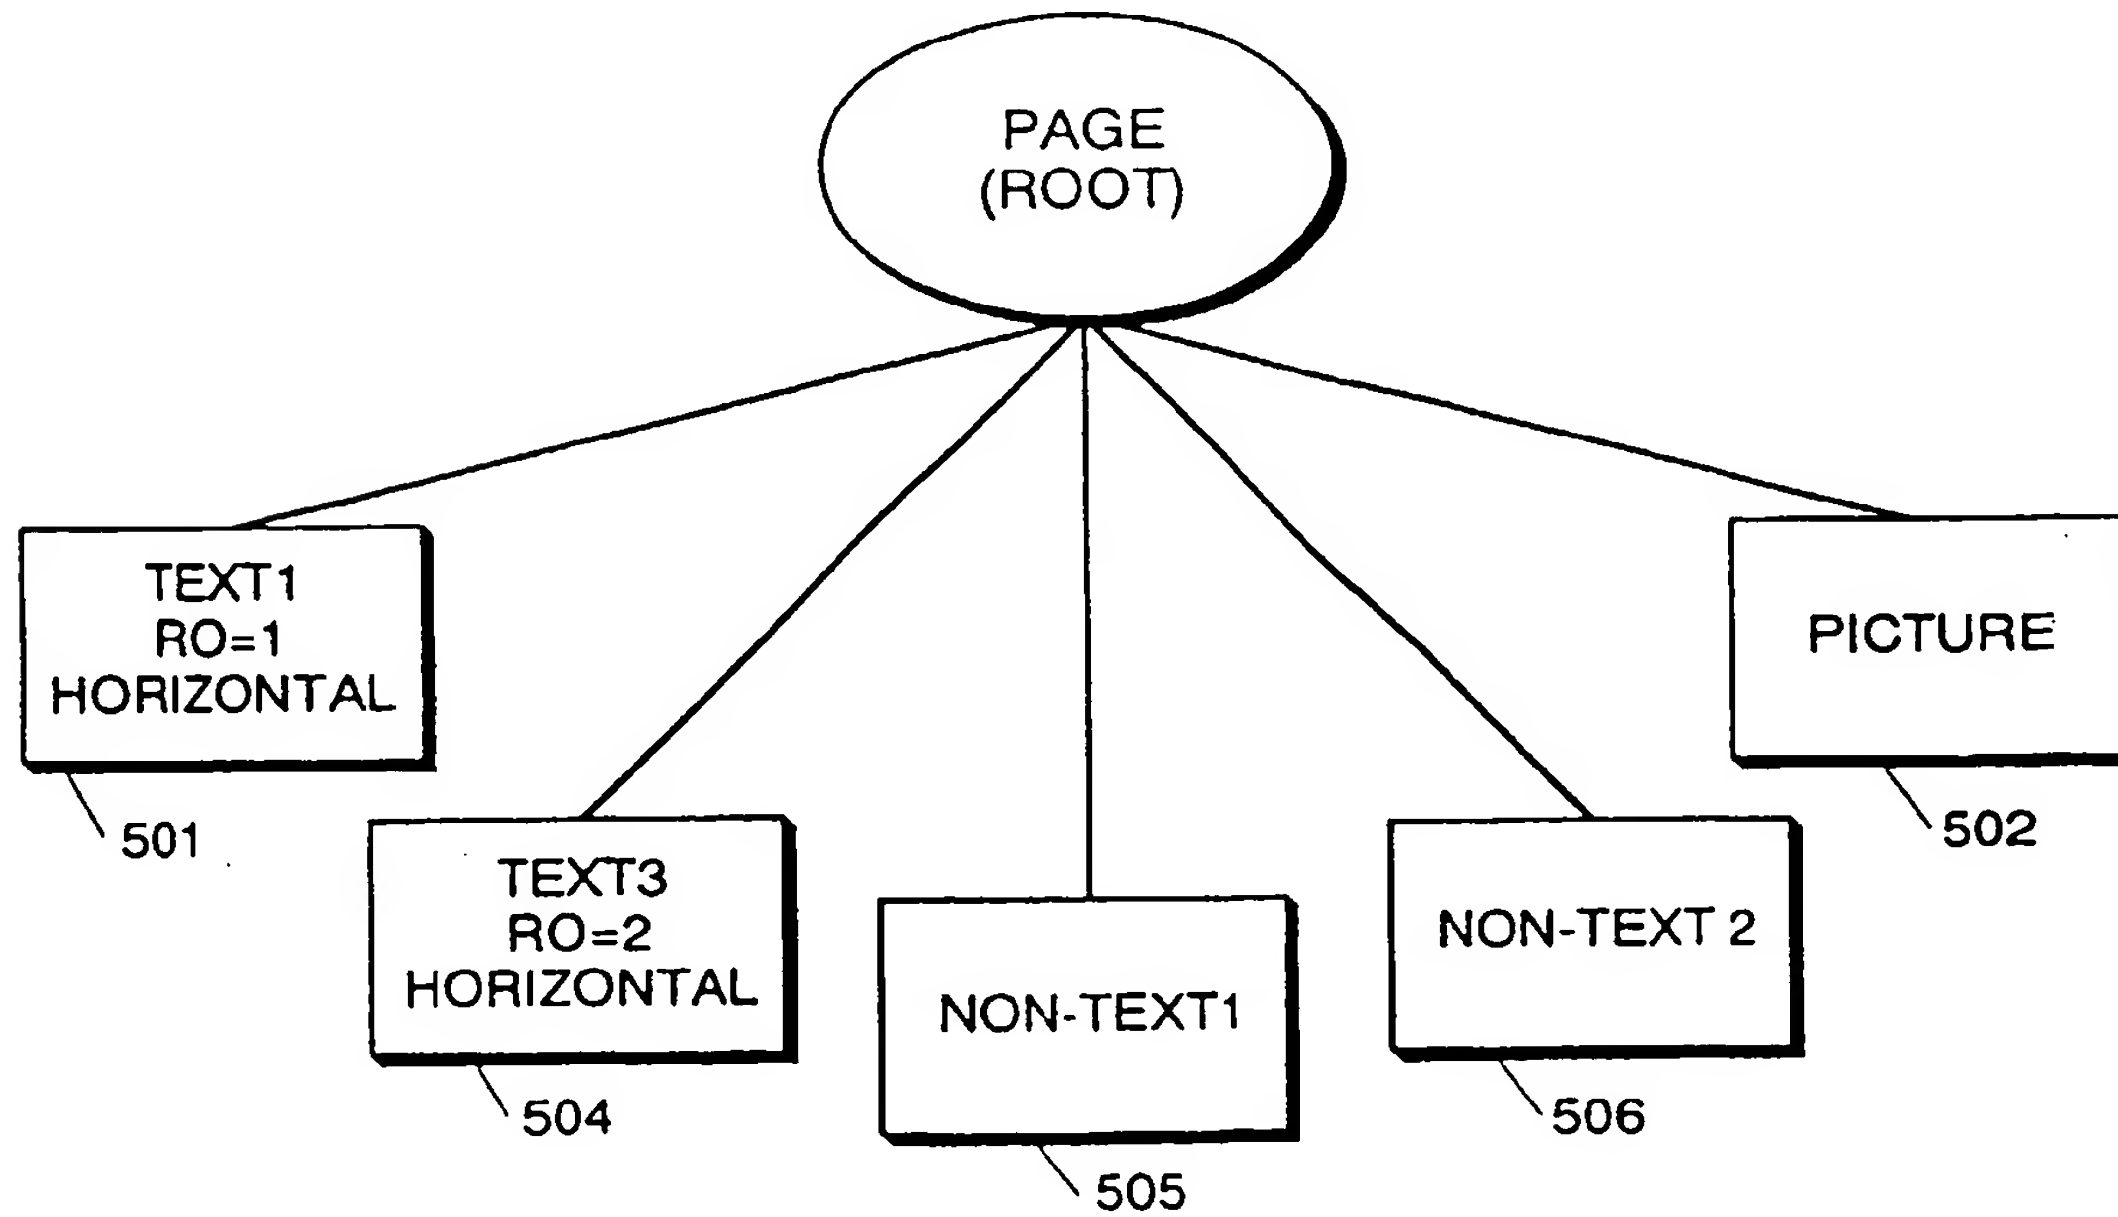 PAGE
(ROOT)
TEXT1
RO=1
HORIZONTAL
501
TEXT3
RO=2
HORIZONTAL
504
NON-TEXT1
505
NON-TEXT 2
506
PICTURE
502